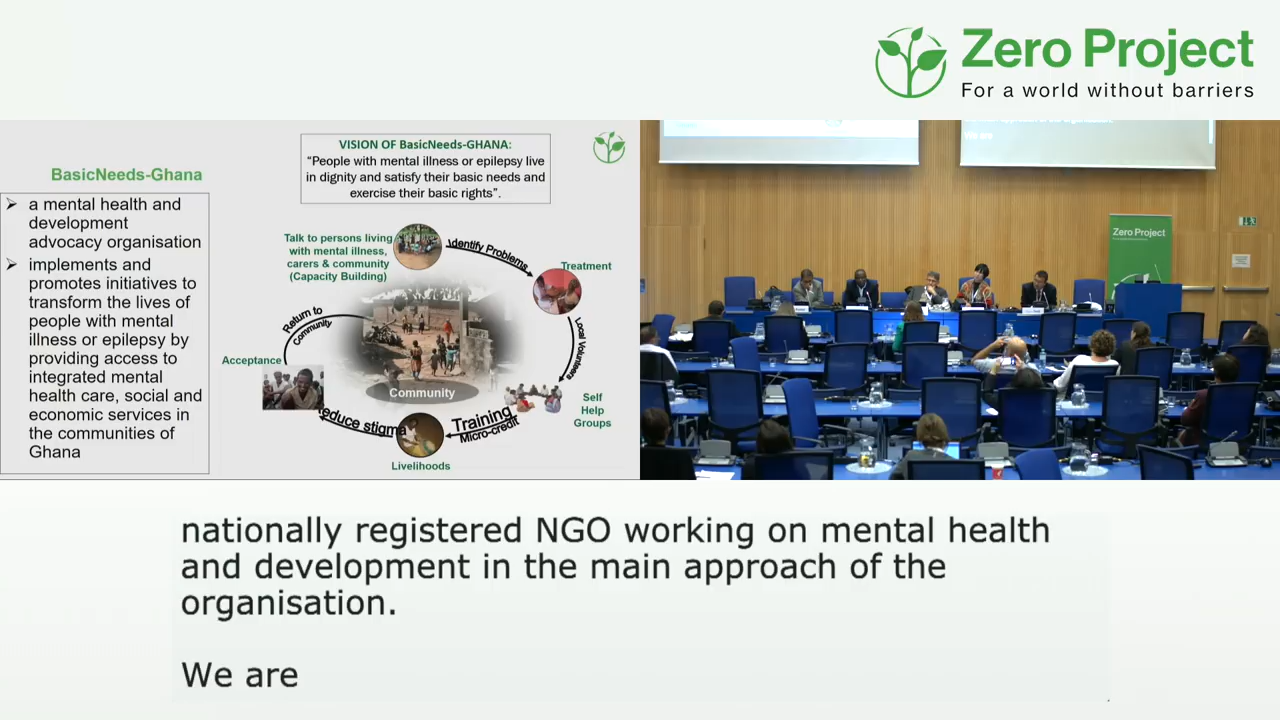 Zero Project
For a world without barriers
BasicNeeds-Ghana
a mental health and
development
advocacy organisation
implements and
promotes initiatives to
transform the lives of
people with mental
illness or epilepsy by
providing access to
integrated mental
health care, social and
economic services in
the communities of
Ghana
VISION OF BasicNeeds-GHANA:
“People with mental illness or epilepsy live
in dignity and satisfy their basic needs and
exercise their basic rights”.
Talk to persons living
with mental illness,
carers & community
(Capacity Building)
Identify Problems
Treatment
Local Volunteers
Self
Help
Groups
Training
Micro-credit
Livelihoods
Reduce stigma
Acceptance
Return to
Community
Community
We are
Zero Project
nationally registered NGO working on mental health
and development in the main approach of the
organisation.
We are